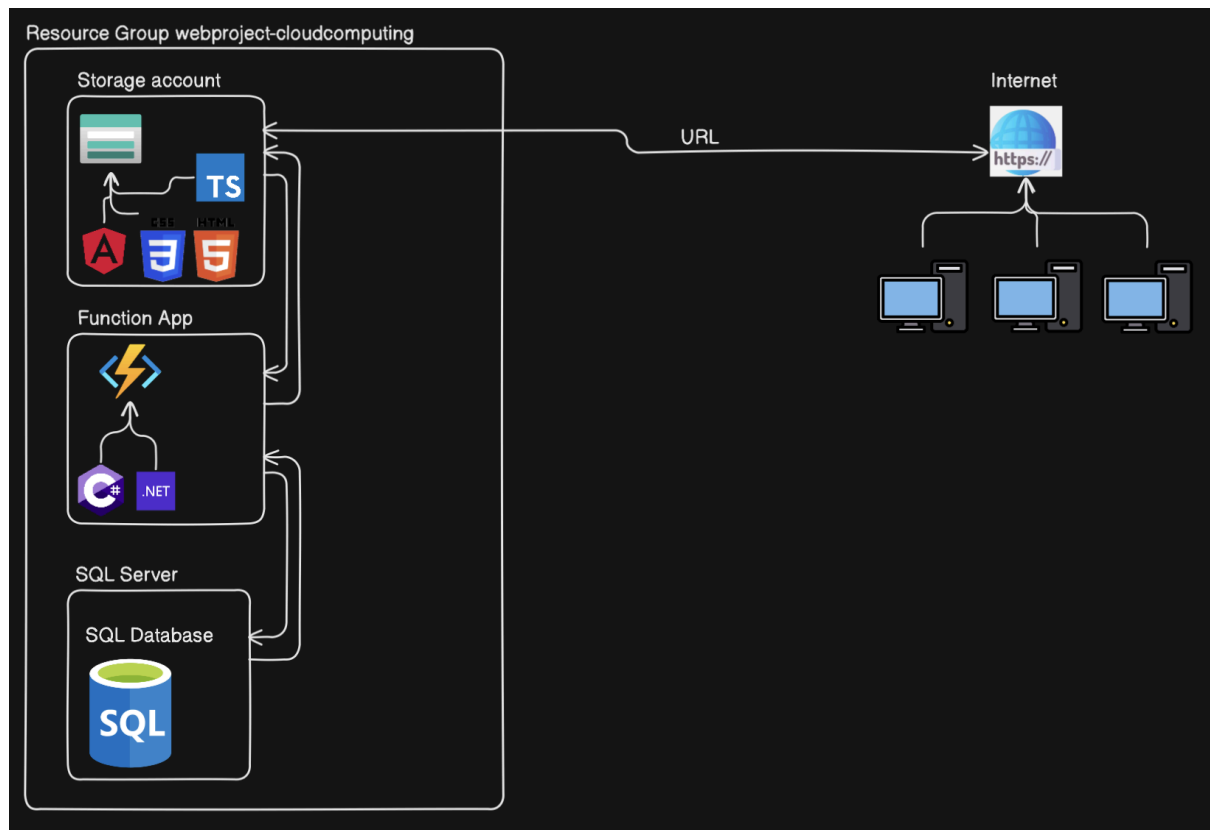 Resource Group webproject-cloudcomputing
Storage account
Internet
URL
https://
TS
CSS
HTML
Function App
C#
.NET
SQL Server
SQL Database
SQL